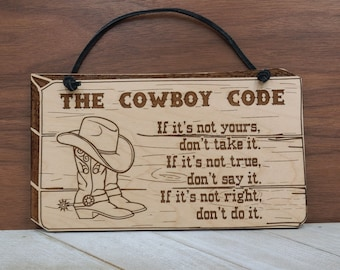 THE COWBOY CODE
If it's not yours,
don't take it.
If it's not true,
don't say it.
If it's not right,
don't do it.